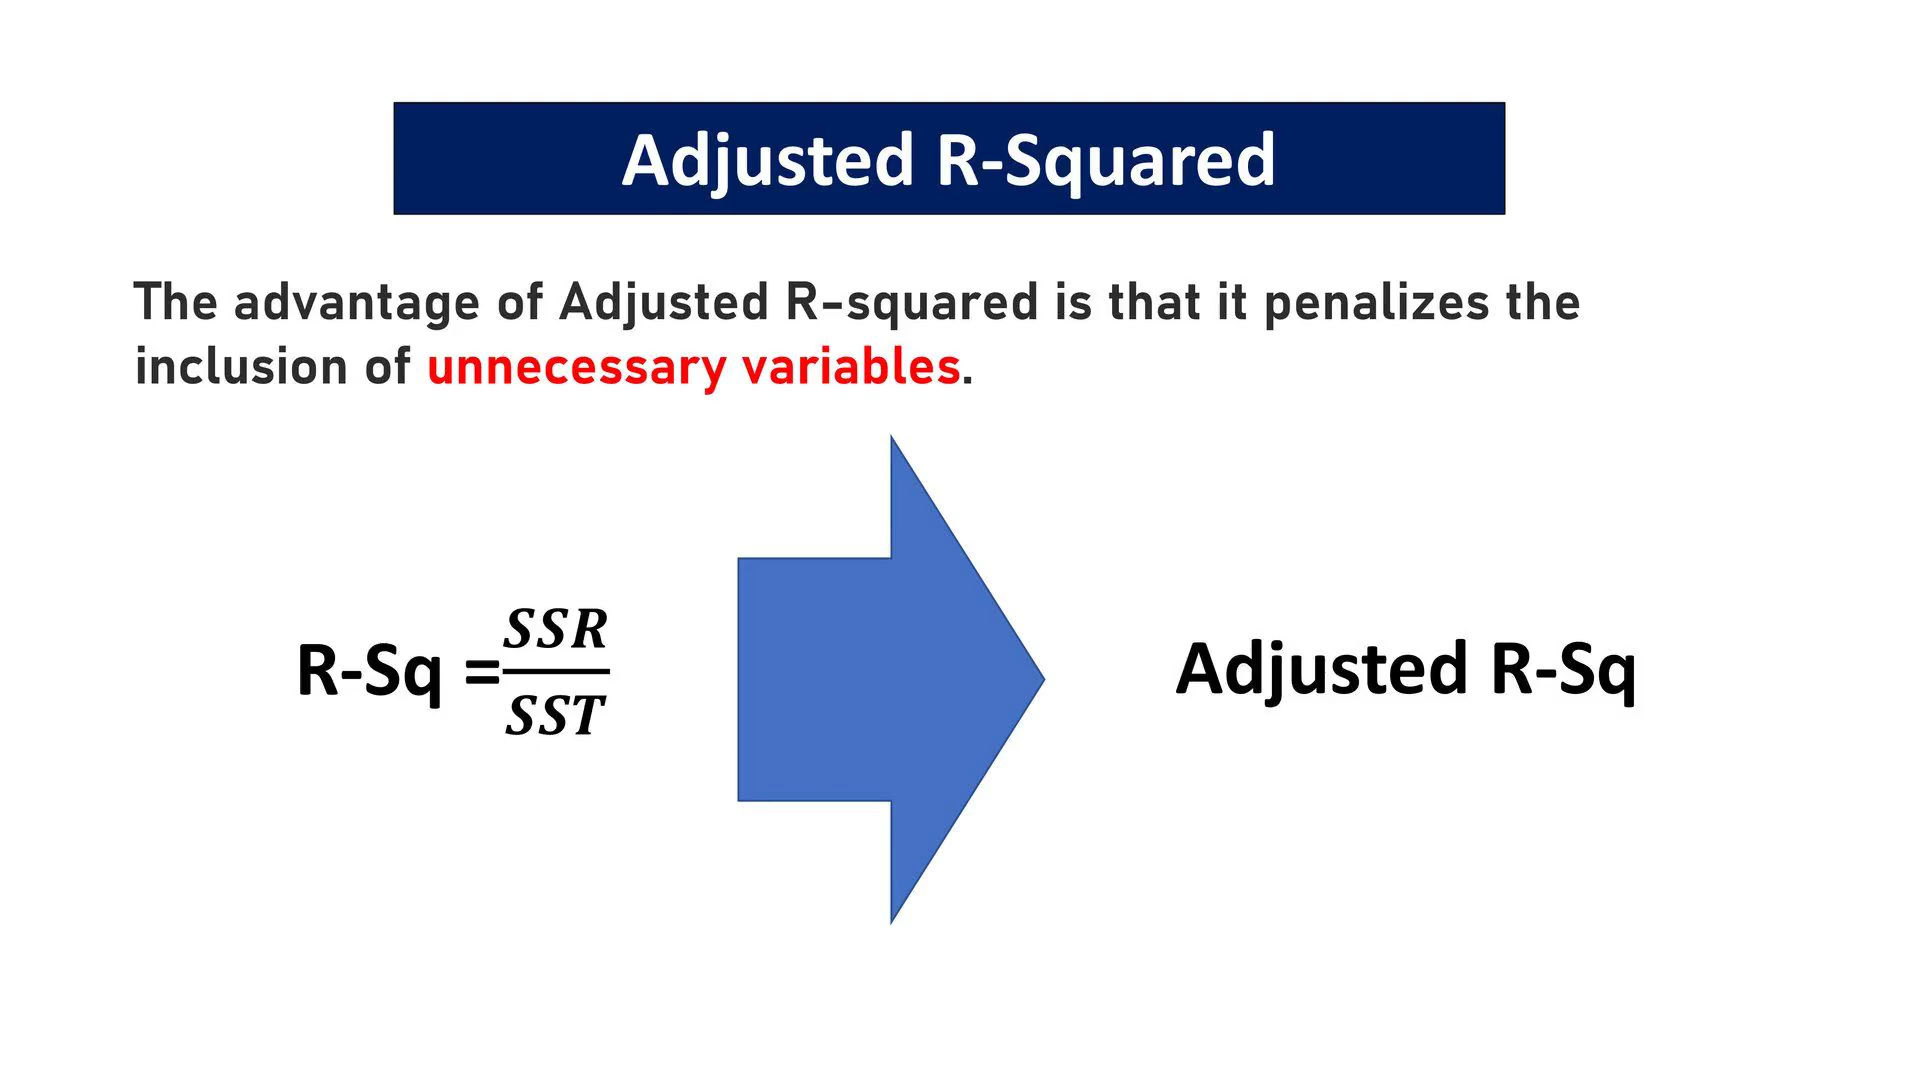 Adjusted R-Squared
The advantage of Adjusted R-squared is that it penalizes the
inclusion of unnecessary variables.
R-Sq = SSR/SST
Adjusted R-Sq